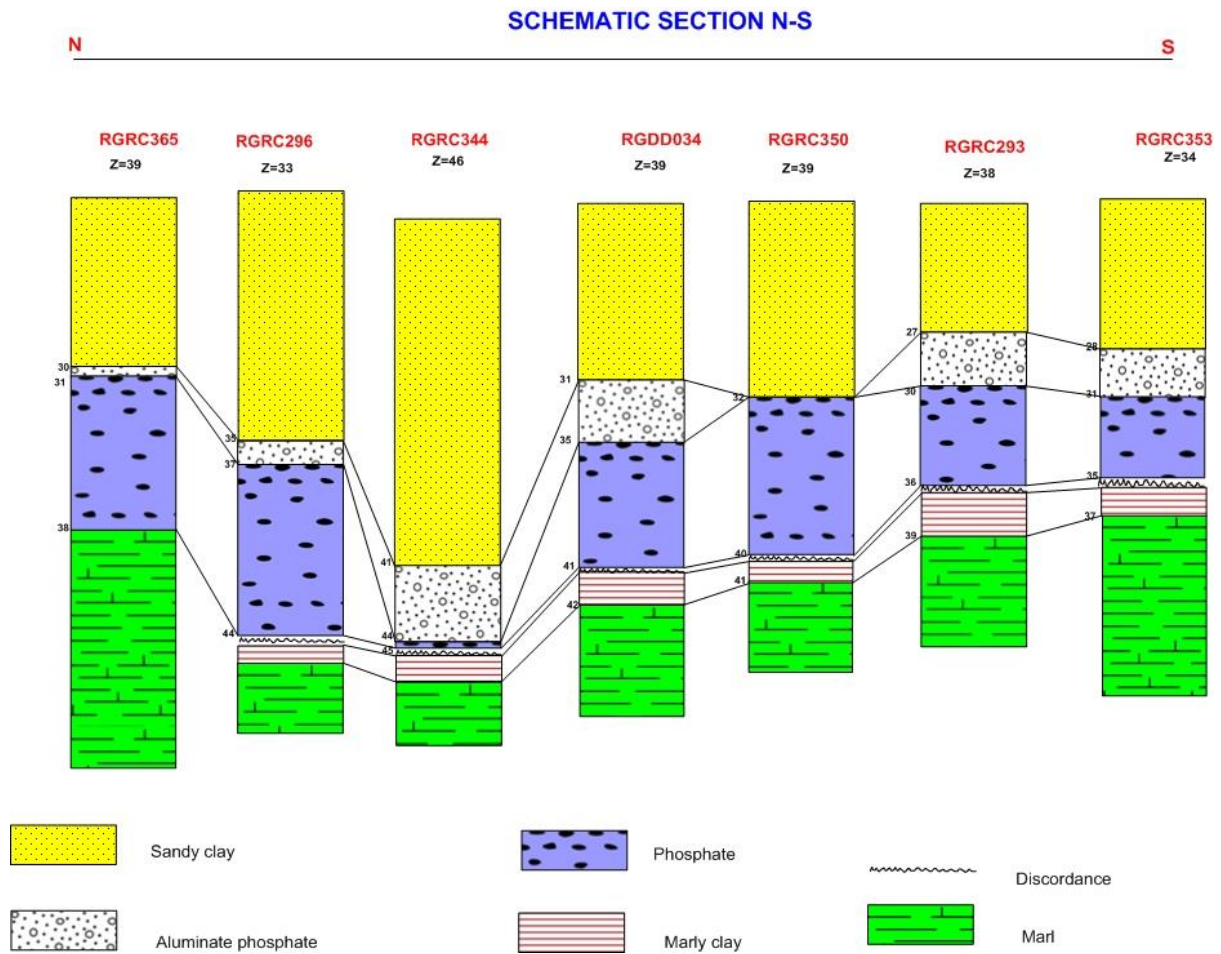 SCHEMATIC SECTION N-S
N S
RGRC365 RGRC296 RGRC344 RGDD034 RGRC350 RGRC293 RGRC353
Z=39 Z=33 Z=46 Z=39 Z=39 Z=38 Z=34
30 31 38
35 37 44
41 44 45
31 35 41 42
32 40 41
27 30 36 39
28 31 35 37
Sandy clay Phosphate Discordance
Aluminate phosphate Marly clay Marl